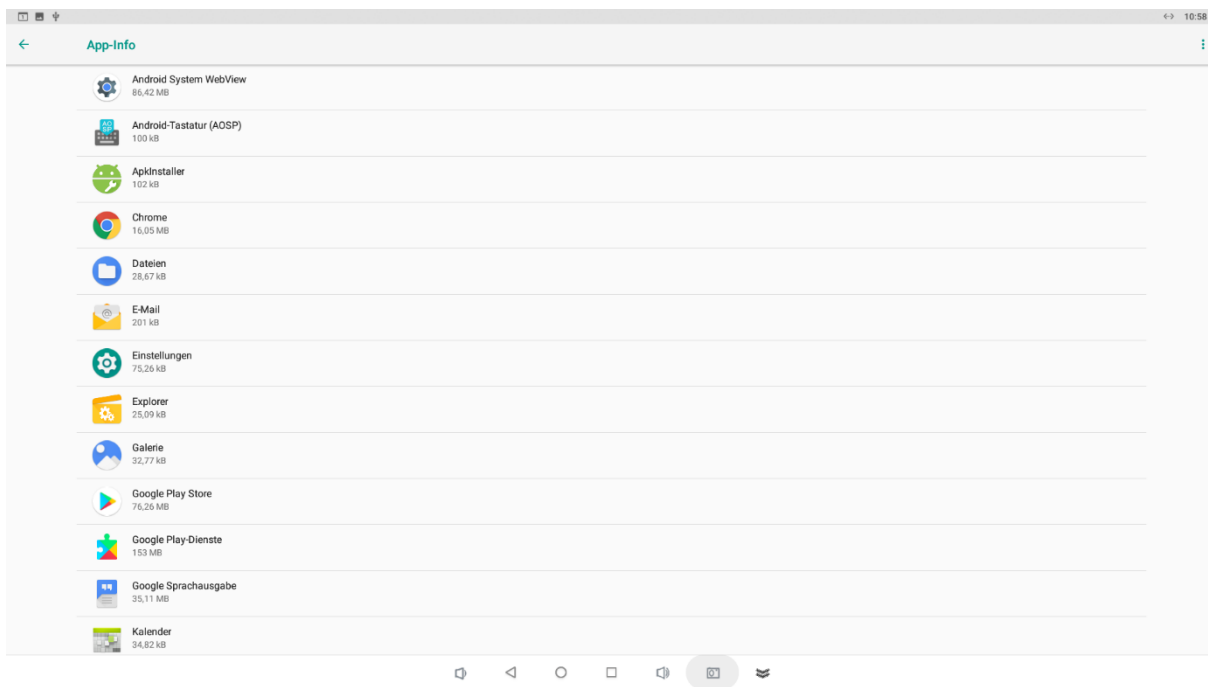 10:58
App-Info
Android System WebView
86,42 MB
Android-Tastatur (AOSP)
100 kB
ApkInstaller
102 kB
Chrome
16,05 MB
Dateien
28,67 kB
E-Mail
201 kB
Einstellungen
75,26 kB
Explorer
25,09 kB
Galerie
32,77 kB
Google Play Store
76,26 MB
Google Play-Dienste
153 MB
Google Sprachausgabe
35,11 MB
Kalender
34,82 kB